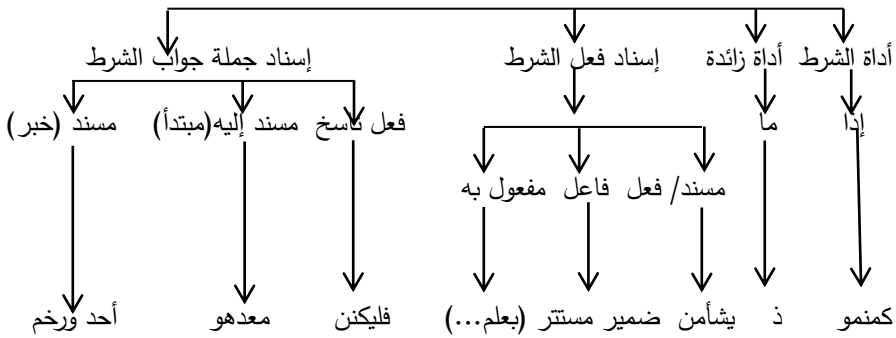 أداة الشرط أداة زائدة إسناد فعل الشرط إسناد جملة جواب الشرط
إذا ما فعل ناسخ مسند إليه(مبتدأ) مسند (خبر)
مسند/ فعل فاعل مفعول به
كمنمو ذ يشأمن ضمير مستتر (بعلم...) فليكنن معدهو أحد ورخم